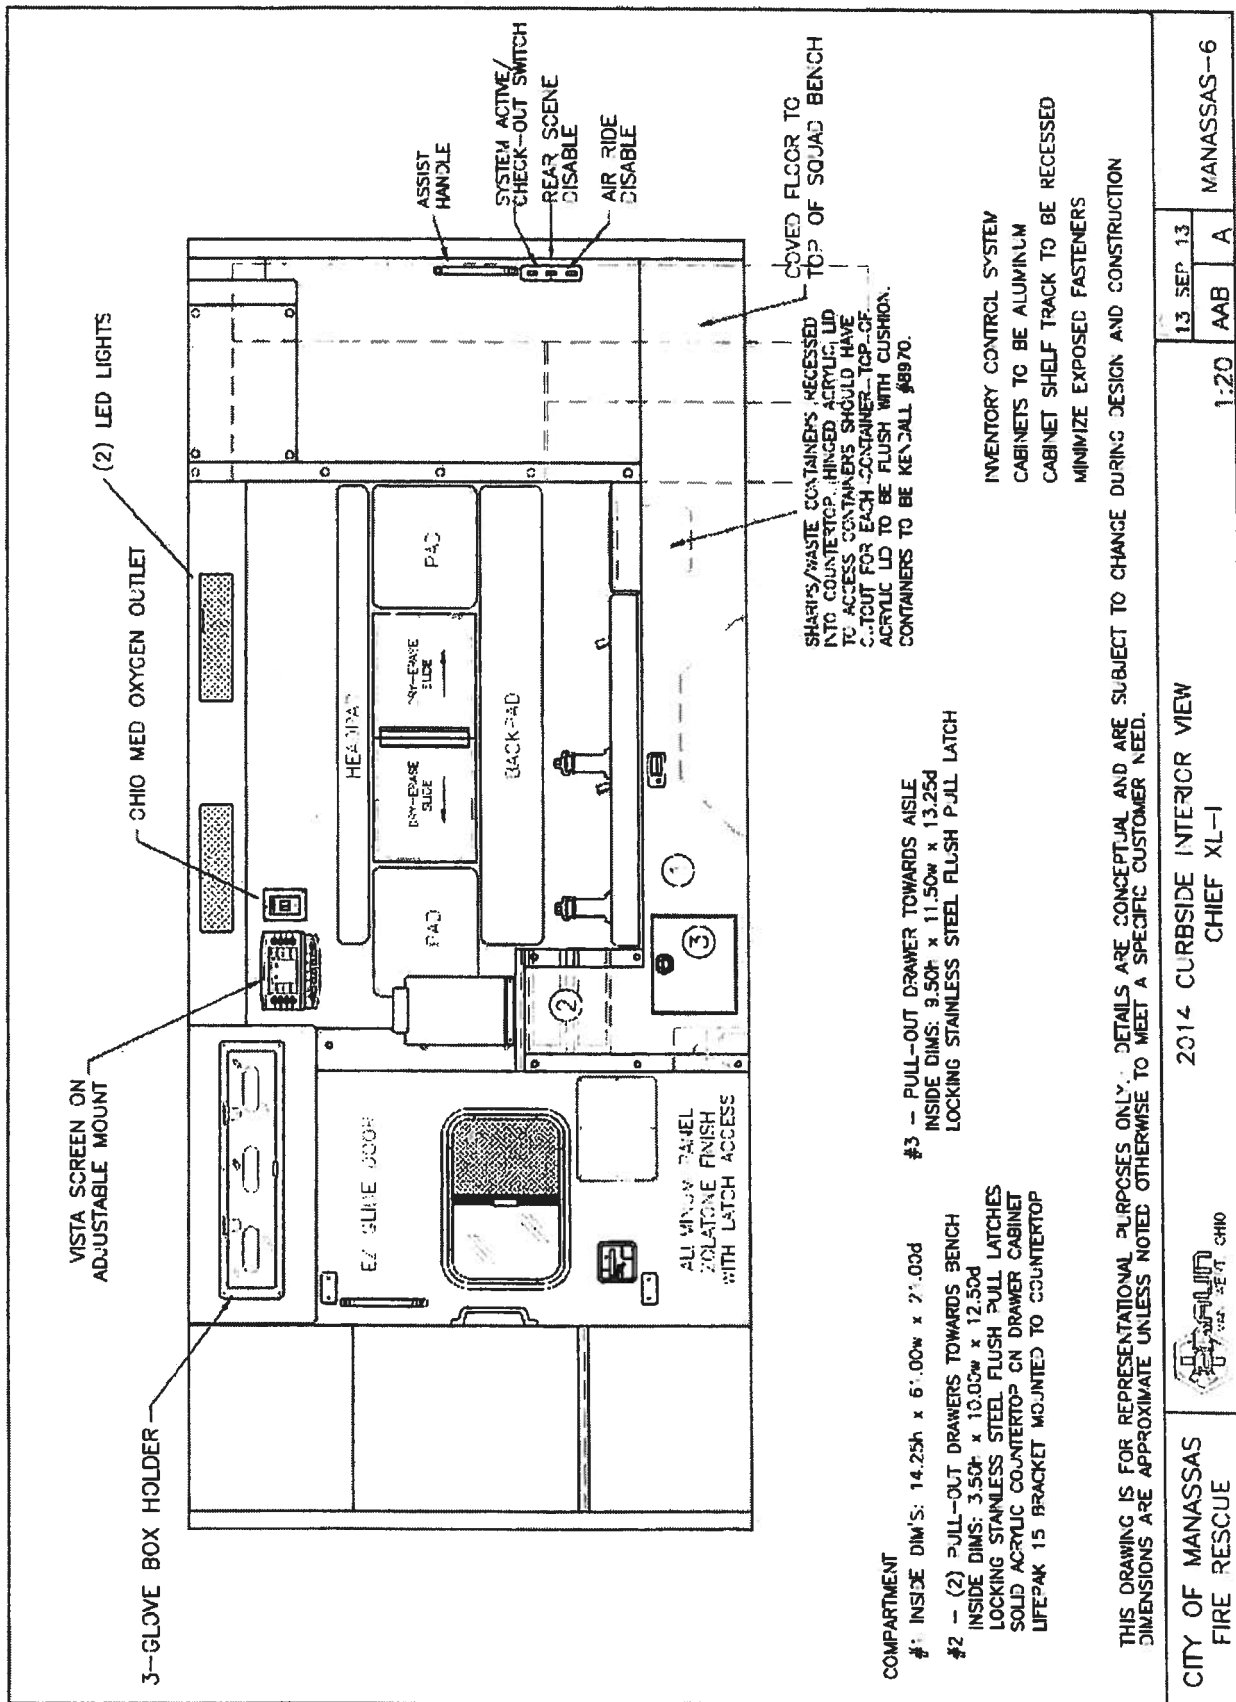 3-GLOVE BOX HOLDER
VISTA SCREEN ON
ADJUSTABLE MOUNT
OHIO MED OXYGEN OUTLET
(2) LED LIGHTS
ASSIST
HANDLE
SYSTEM ACTIVE/
CHECK-OUT SWITCH
REAR SCENE
DISABLE
AIR RIDE
DISABLE
COVED FLOOR TO
TOP OF SQUAD BENCH
EZ GLIDE DOOR
ALUMINUM PANEL
ZOLATONE FINISH
WITH LATCH ACCESS
HEADPAD
PAD
DRY-ERASE
SLIDE
DRY-ERASE
SLIDE
PAD
BACKPAD
2
3
1
SHARPS/WASTE CONTAINERS RECESSED
INTO COUNTERTOP. HINGED ACRYLIC LID
TO ACCESS CONTAINERS SHOULD HAVE
CUTOUT FOR EACH CONTAINER. TOP OF
ACRYLIC LID TO BE FLUSH WITH CUSHION.
CONTAINERS TO BE KENDALL #8970.
COMPARTMENT
#1 INSIDE DIM'S: 14.25h x 61.00w x 21.00d
#2 - (2) PULL-OUT DRAWERS TOWARDS BENCH
INSIDE DIMS: 3.50h x 10.00w x 12.50d
LOCKING STAINLESS STEEL FLUSH PULL LATCHES
SOLID ACRYLIC COUNTERTOP ON DRAWER CABINET
LIFEPAK 15 BRACKET MOUNTED TO COUNTERTOP
#3 - PULL-OUT DRAWER TOWARDS AISLE
INSIDE DIMS: 9.50h x 11.50w x 13.25d
LOCKING STAINLESS STEEL FLUSH PULL LATCH
INVENTORY CONTROL SYSTEM
CABINETS TO BE ALUMINUM
CABINET SHELF TRACK TO BE RECESSED
MINIMIZE EXPOSED FASTENERS
THIS DRAWING IS FOR REPRESENTATIONAL PURPOSES ONLY. DETAILS ARE CONCEPTUAL AND ARE SUBJECT TO CHANGE DURING DESIGN AND CONSTRUCTION
DIMENSIONS ARE APPROXIMATE UNLESS NOTED OTHERWISE TO MEET A SPECIFIC CUSTOMER NEED.
CITY OF MANASSAS
FIRE RESCUE
OHIO
2014 CURBSIDE INTERIOR VIEW
CHIEF XL-1
1:20
13 SEP 13
AAB A
MANASSAS-6